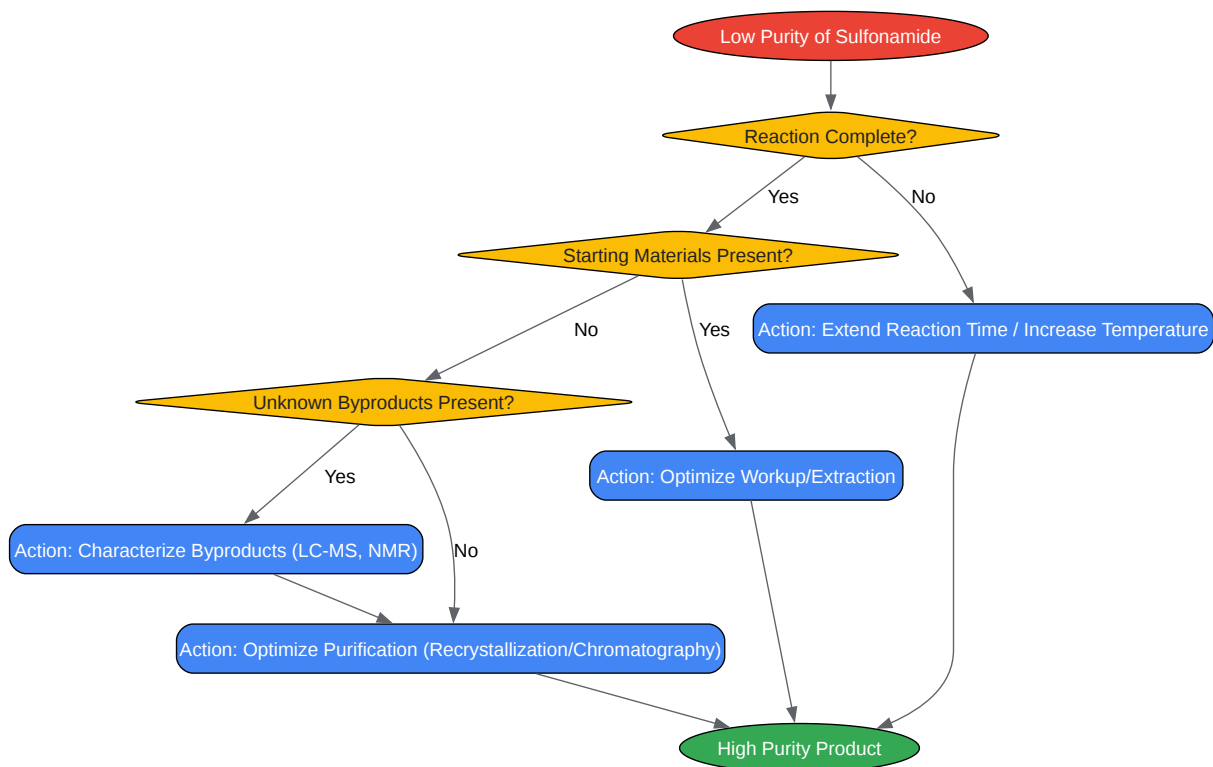 Low Purity of Sulfonamide
Reaction Complete?
Yes
No
Starting Materials Present?
Action: Extend Reaction Time / Increase Temperature
No
Yes
Unknown Byproducts Present?
Action: Optimize Workup/Extraction
Yes
No
Action: Characterize Byproducts (LC-MS, NMR)
Action: Optimize Purification (Recrystallization/Chromatography)
High Purity Product